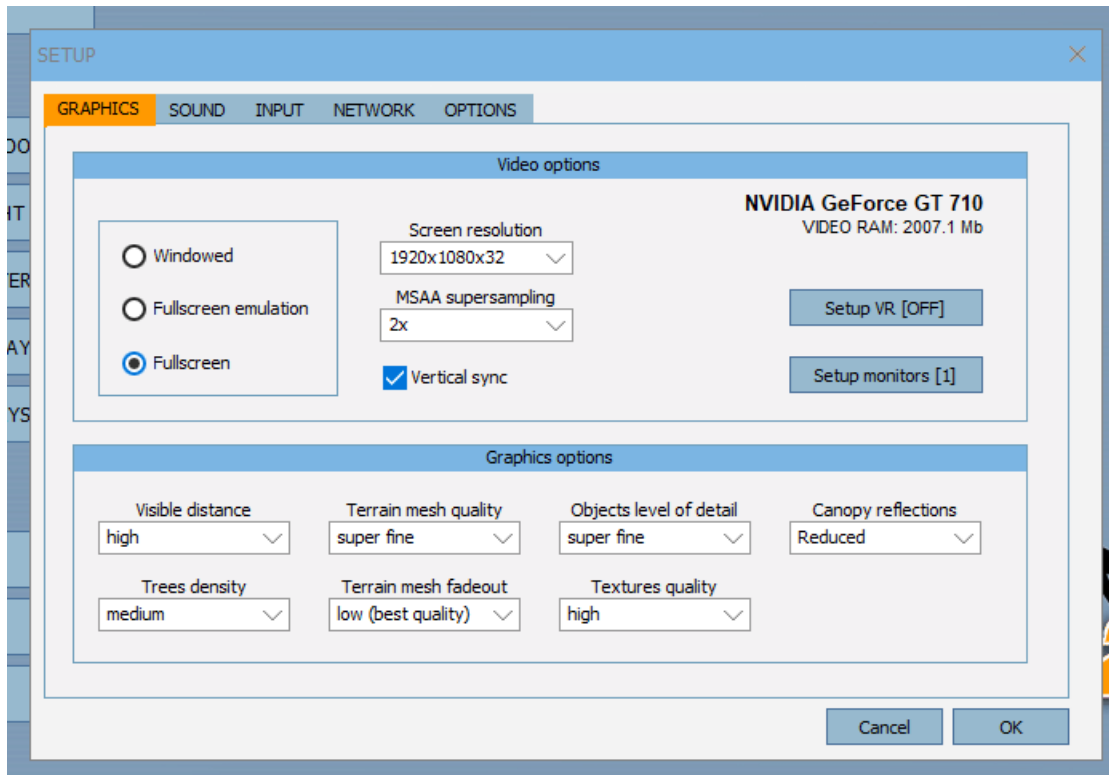 SETUP
GRAPHICS SOUND INPUT NETWORK OPTIONS
Video options
NVIDIA GeForce GT 710
VIDEO RAM: 2007.1 Mb
Windowed
Fullscreen emulation
Fullscreen
Screen resolution
1920x1080x32
MSAA supersampling
2x
Vertical sync
Setup VR [OFF]
Setup monitors [1]
Graphics options
Visible distance
high
Terrain mesh quality
super fine
Objects level of detail
super fine
Canopy reflections
Reduced
Trees density
medium
Terrain mesh fadeout
low (best quality)
Textures quality
high
Cancel OK